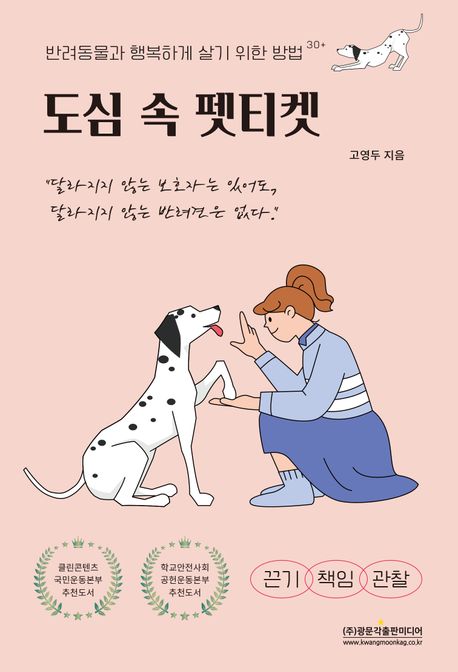 반려동물과 행복하게 살기 위한 방법 30+
도심 속 펫티켓
고영두 지음
"달라지지 않는 보호자는 있어도,
달라지지 않는 반려견은 없다."
클린콘텐츠
국민운동본부
추천도서
학교안전사회
공헌운동본부
추천도서
끈기 책임 관찰
(주)광문각출판미디어
www.kwangmoonkag.co.kr